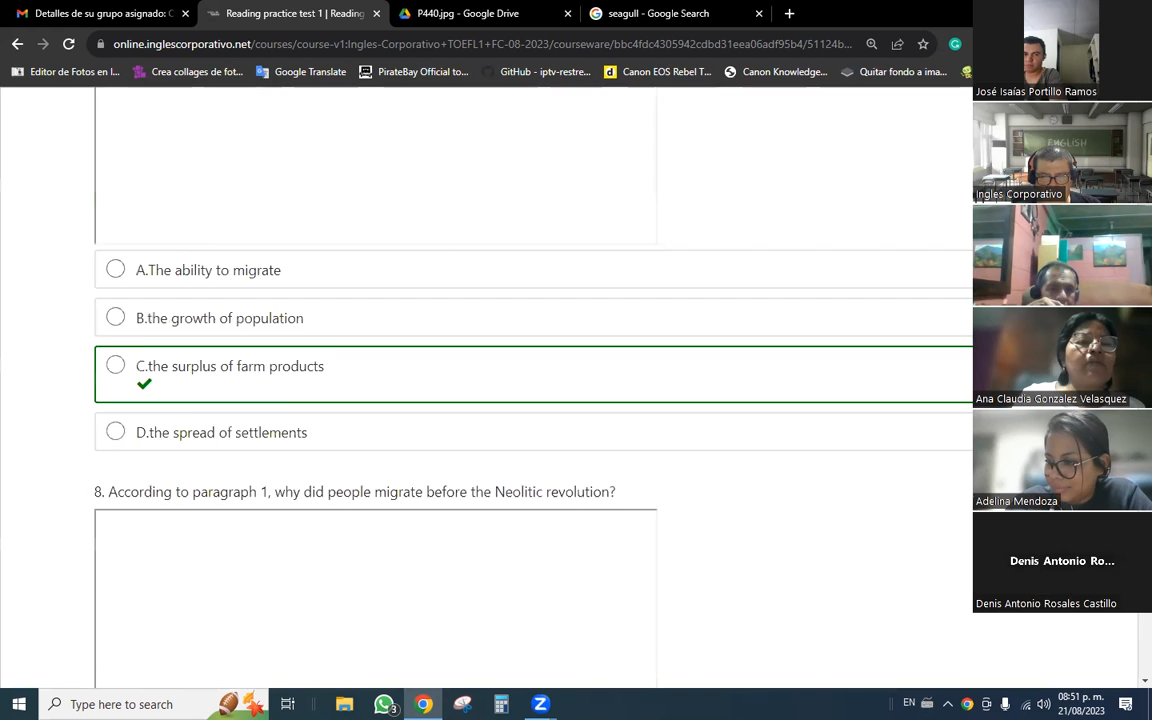 Detalles de su grupo asignado: C
Reading practice test 1 | Reading
P440.jpg - Google Drive
seagull - Google Search
online.inglescorporativo.net/courses/course-v1:Ingles-Corporativo+TOEFL1+FC-08-2023/courseware/bbc4fdc4305942cdbd31eea06adf95b4/51124b...
Editor de Fotos en l...
Crea collages de fot...
Google Translate
PirateBay Official to...
GitHub - iptv-restre...
Canon EOS Rebel T...
Canon Knowledge...
Quitar fondo a ima...
A.The ability to migrate
B.the growth of population
C.the surplus of farm products
D.the spread of settlements
8. According to paragraph 1, why did people migrate before the Neolitic revolution?
José Isaías Portillo Ramos
ENGLISH
Ingles Corporativo
Ana Claudia Gonzalez Velasquez
Adelina Mendoza
Denis Antonio Ro...
Denis Antonio Rosales Castillo
Type here to search
3
EN
08:51 p. m.
21/08/2023